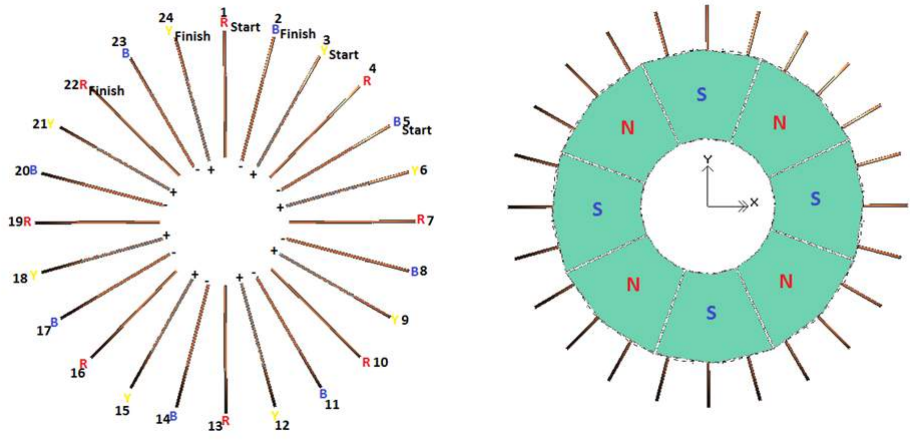 1 R Start
2 B Finish
3 Y Start
4 R
B 5 Start
Y 6
R 7
B 8
Y 9
R 10
B 11
Y 12
13 R
14 B
Y 15
R 16
17 B
18 Y
19 R
20 B
21 Y
22 R Finish
23 B
24 Y Finish
+ - + - + - + - + - + - + - + - + -
S
N
S
N
S
N
S
N
Y
X